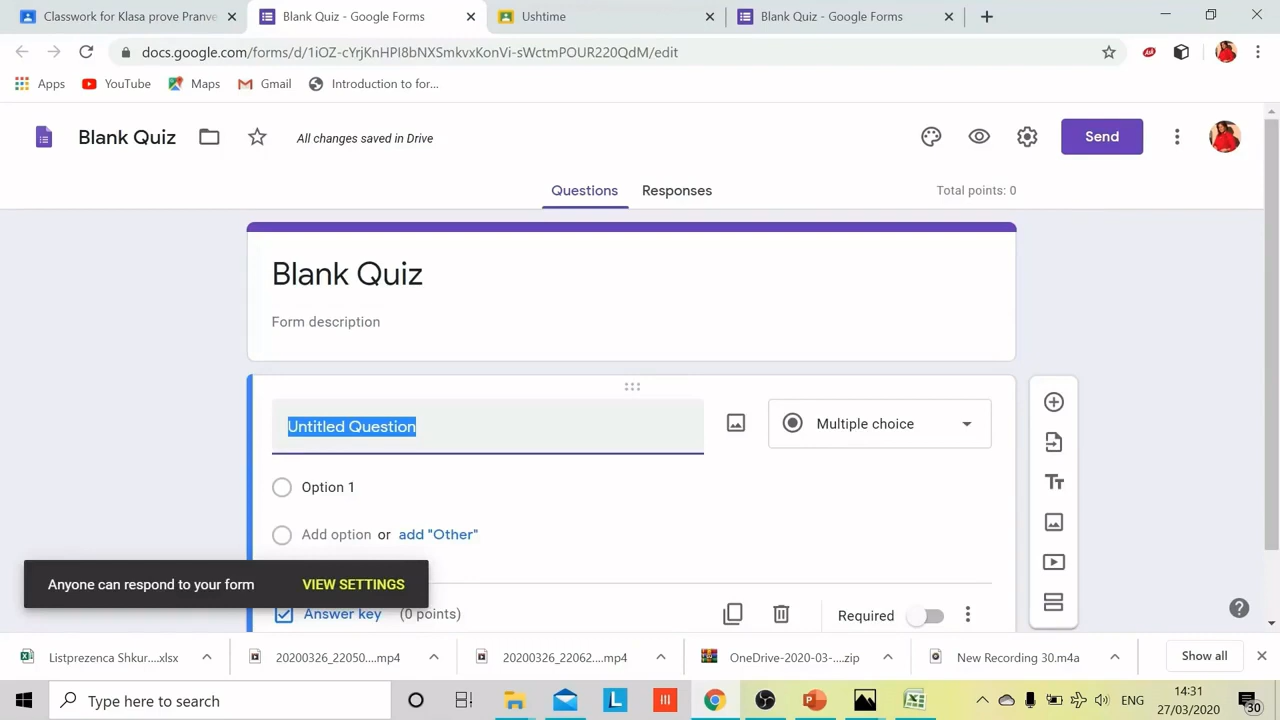 Classwork for Klasa prove Pranve
Blank Quiz - Google Forms
Ushtime
Blank Quiz - Google Forms
docs.google.com/forms/d/1iOZ-cYrjKnHPI8bNXSmkvxKonVi-sWctmPOUR220QdM/edit
Apps
YouTube
Maps
Gmail
Introduction to for...
Blank Quiz
All changes saved in Drive
Send
Questions
Responses
Total points: 0
Blank Quiz
Form description
Untitled Question
Multiple choice
Option 1
Add option or add "Other"
Anyone can respond to your form
VIEW SETTINGS
Answer key (0 points)
Required
Listprezenca Shkur....xlsx
20200326_22050....mp4
20200326_22062....mp4
OneDrive-2020-03-....zip
New Recording 30.m4a
Show all
Type here to search
ENG
14:31
27/03/2020
30